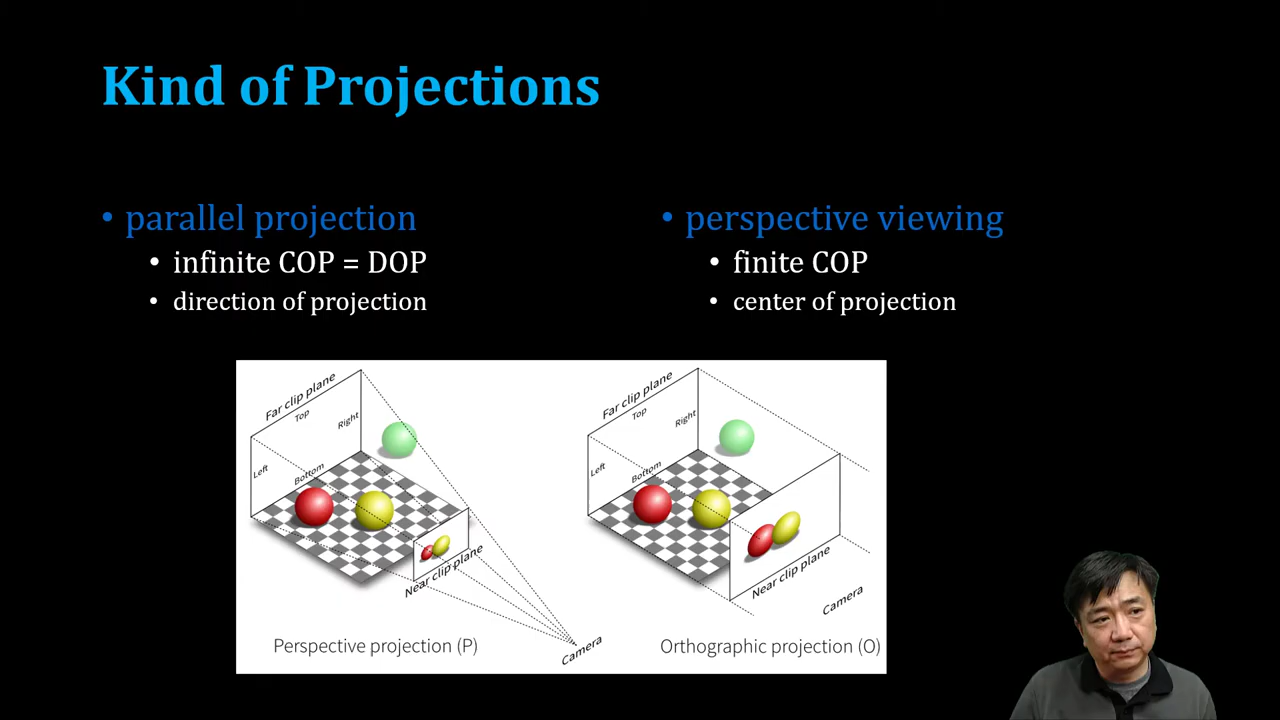 Kind of Projections
• parallel projection
• infinite COP = DOP
• direction of projection
• perspective viewing
• finite COP
• center of projection
Far clip plane
Top
Right
Left
Bottom
Near clip plane
Camera
Perspective projection (P)
Far clip plane
Top
Right
Left
Bottom
Near clip plane
Camera
Orthographic projection (O)